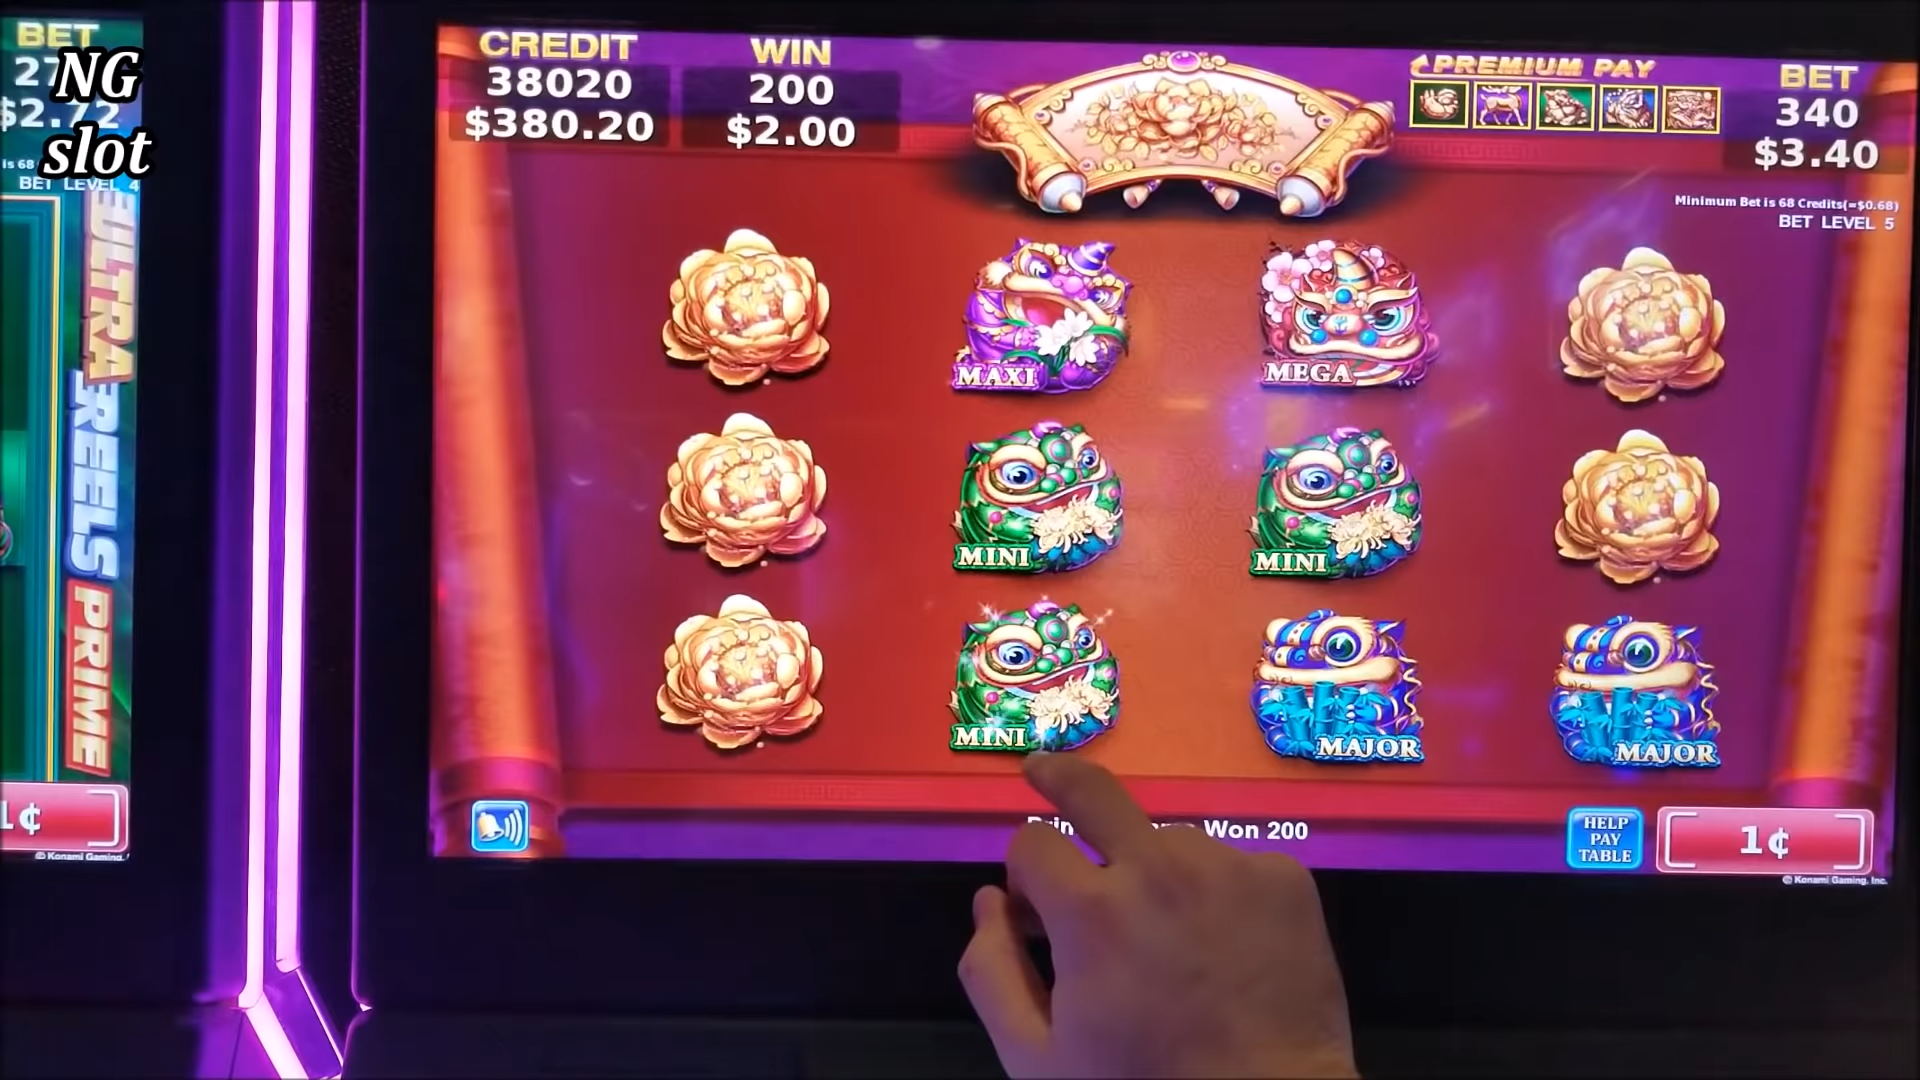 BET
27
$2.72
NG
slot
is 68
BET LEVEL 4
ULTRA
REELS
PRIME
1¢
© Konami Gaming,
CREDIT
38020
$380.20
WIN
200
$2.00
PREMIUM PAY
BET
340
$3.40
Minimum Bet is 68 Credits(=$0.68)
BET LEVEL 5
MAXI
MEGA
MINI
MINI
MINI
MAJOR
MAJOR
Won 200
HELP
PAY
TABLE
1¢
© Konami Gaming, Inc.